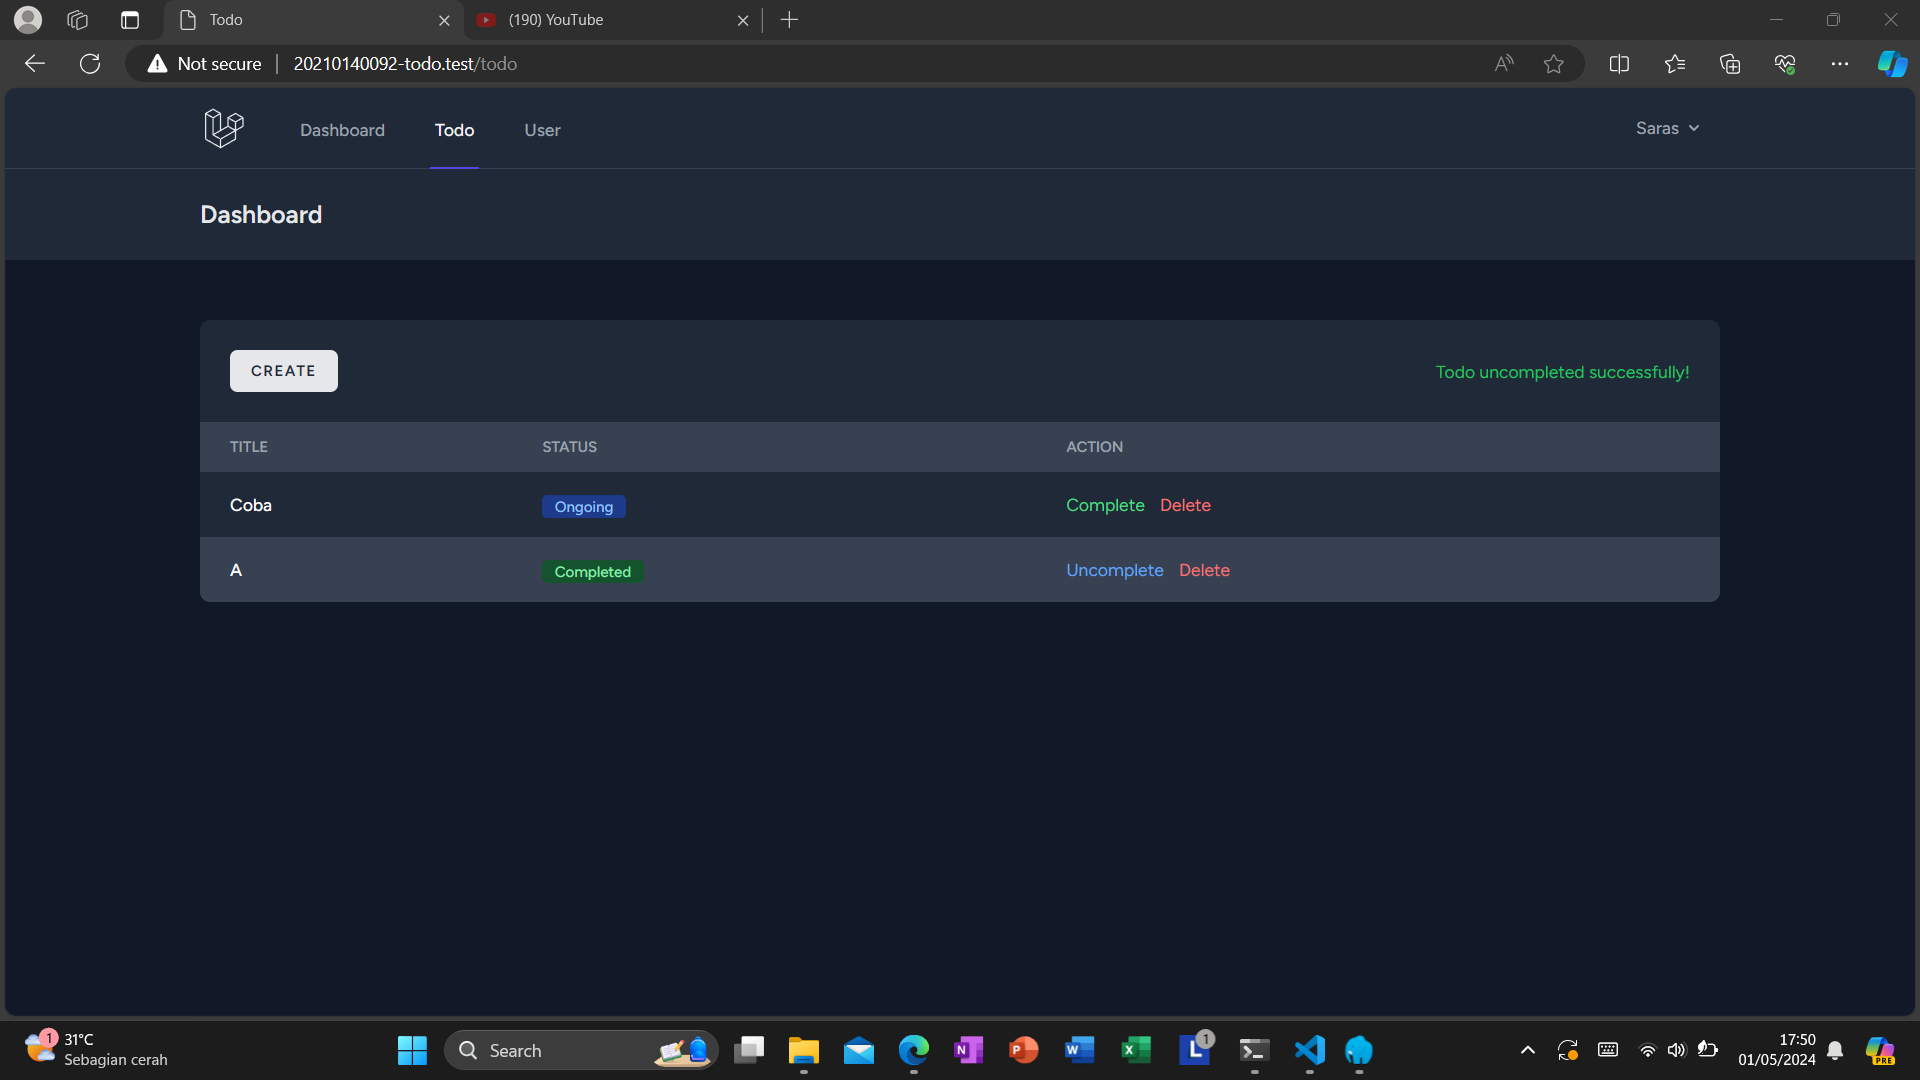 Todo
(190) YouTube
Not secure
20210140092-todo.test/todo
Dashboard
Todo
User
Saras
Dashboard
CREATE
Todo uncompleted successfully!
TITLE STATUS ACTION
Coba Ongoing Complete Delete
A Completed Uncomplete Delete
1
31°C
Sebagian cerah
Search
N
P
W
X
L
1
17:50
01/05/2024
PRE